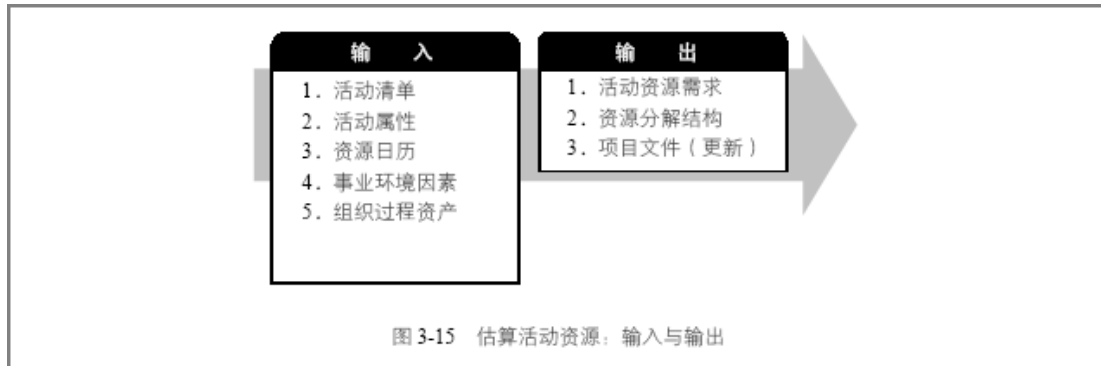 输 入
1. 活动清单
2. 活动属性
3. 资源日历
4. 事业环境因素
5. 组织过程资产
输 出
1. 活动资源需求
2. 资源分解结构
3. 项目文件（更新）
图 3-15 估算活动资源：输入与输出